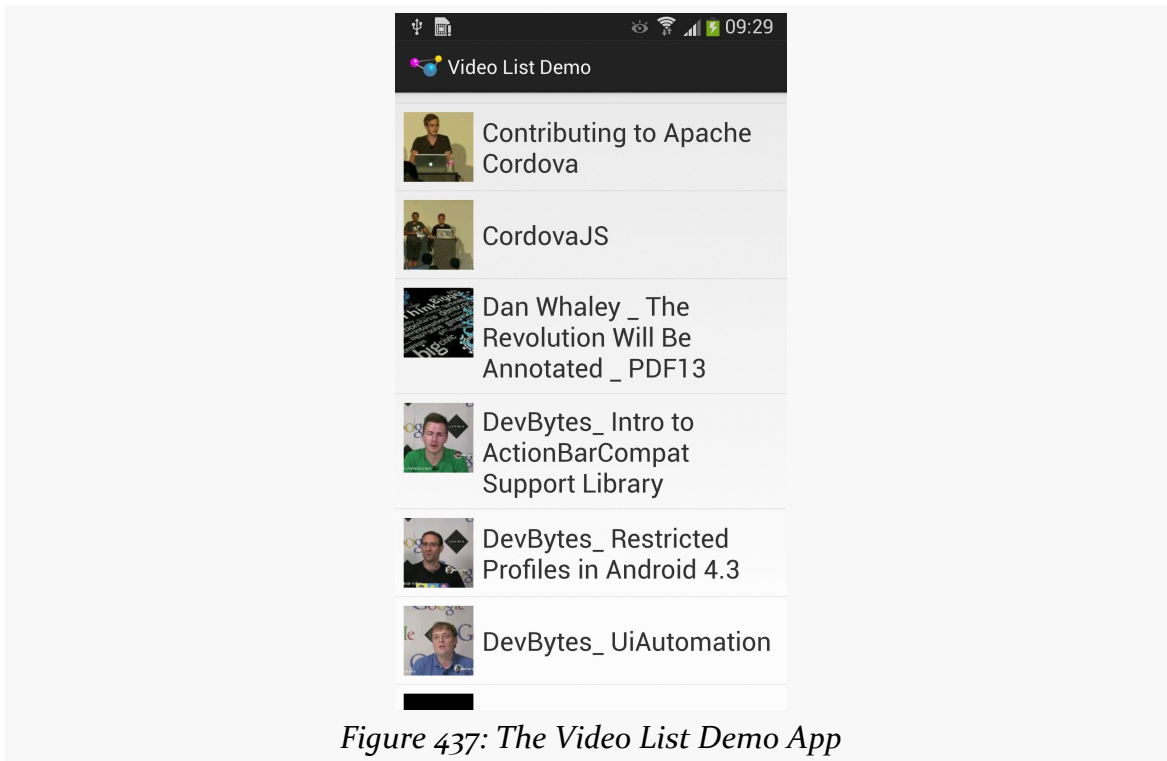 09:29
Video List Demo
Contributing to Apache
Cordova
CordovaJS
Dan Whaley _ The
Revolution Will Be
Annotated _ PDF13
DevBytes_ Intro to
ActionBarCompat
Support Library
DevBytes_ Restricted
Profiles in Android 4.3
Google
DevBytes_ UiAutomation
Figure 437: The Video List Demo App